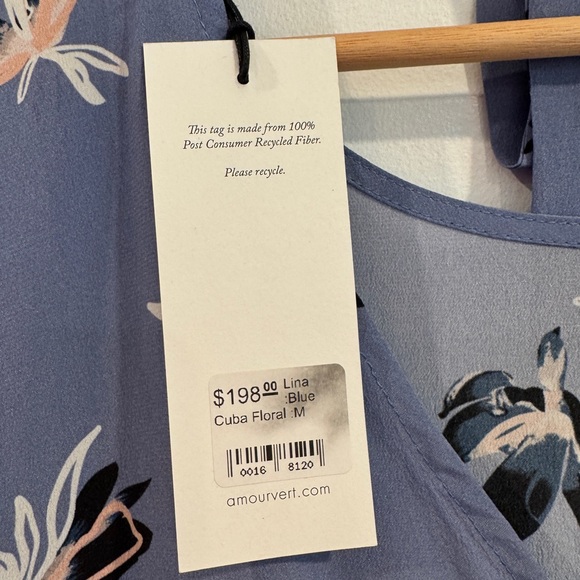 This tag is made from 100%
Post Consumer Recycled Fiber.
Please recycle.
$198.00 Lina
:Blue
Cuba Floral :M
0016 8120
amourvert.com